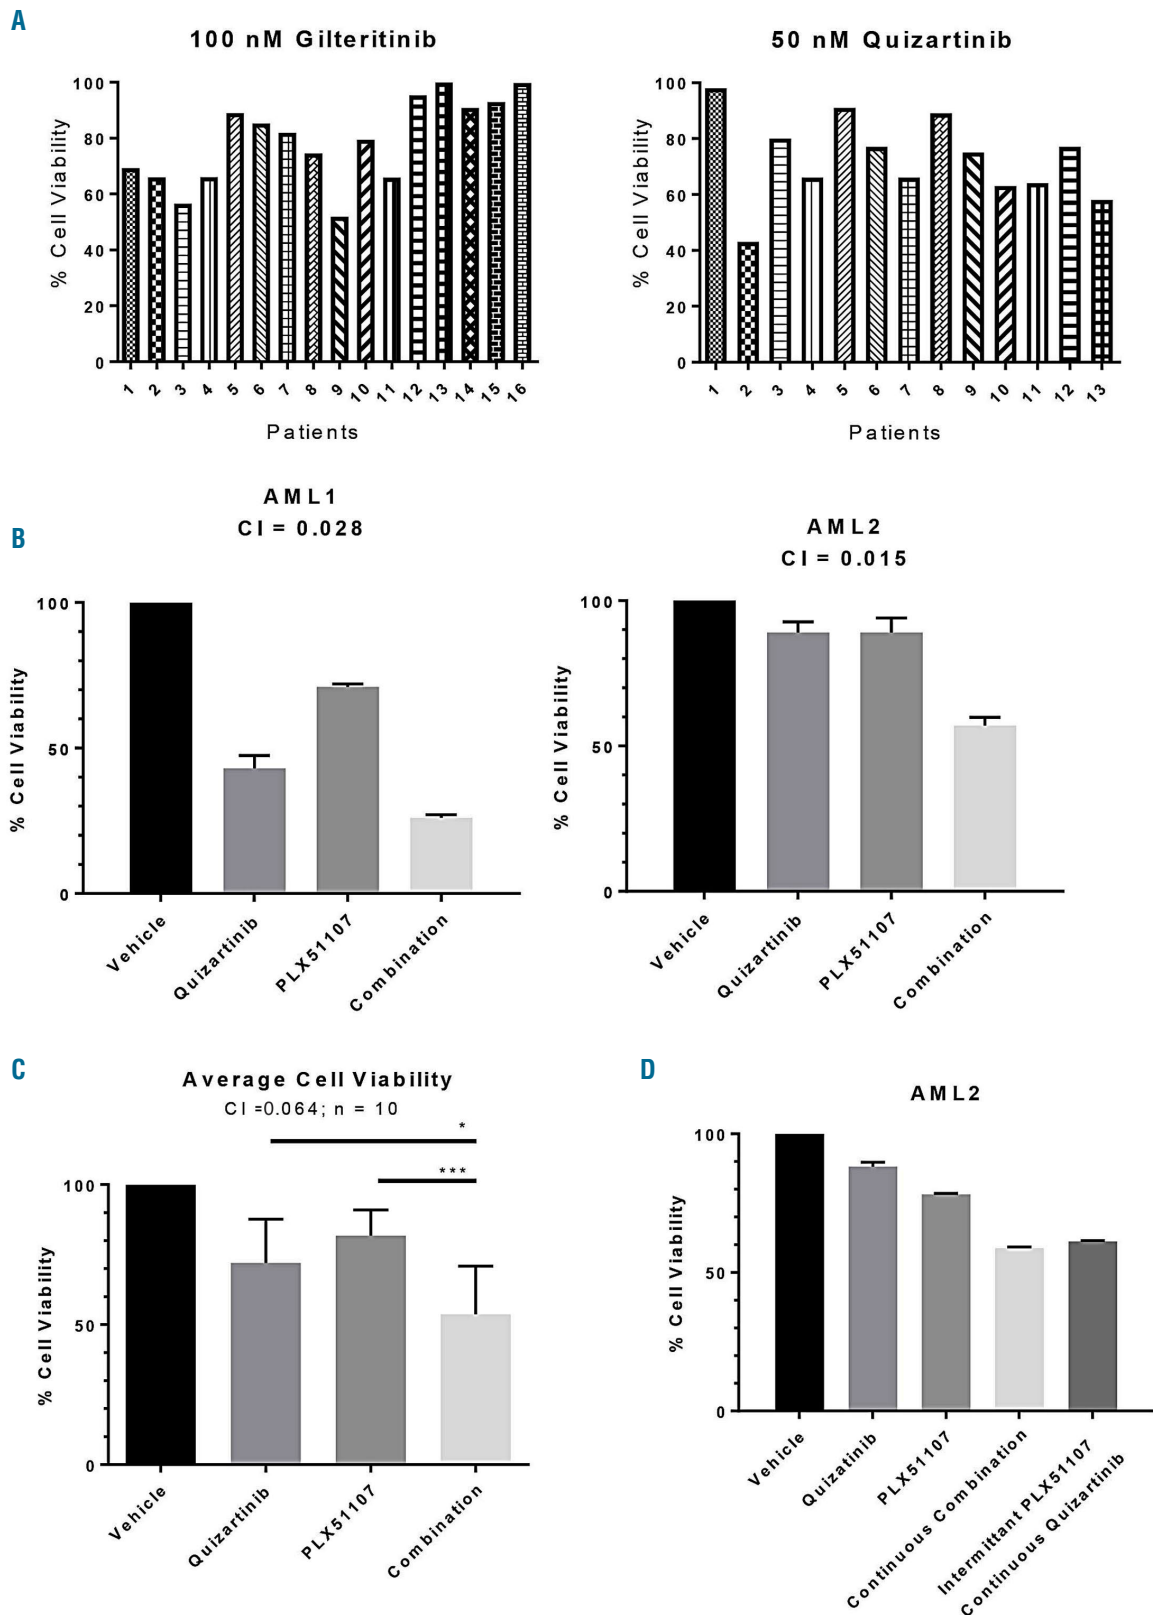 A
100 nM Gilteritinib
% Cell Viability
100
80
60
40
20
0
1 2 3 4 5 6 7 8 9 10 11 12 13 14 15 16
Patients
50 nM Quizartinib
% Cell Viability
100
80
60
40
20
0
1 2 3 4 5 6 7 8 9 10 11 12 13
Patients
B
AML1
CI = 0.028
% Cell Viability
100
50
0
Vehicle
Quizartinib
PLX51107
Combination
AML2
CI = 0.015
% Cell Viability
100
50
0
Vehicle
Quizartinib
PLX51107
Combination
C
Average Cell Viability
CI =0.064; n = 10
*
***
% Cell Viability
100
50
0
Vehicle
Quizartinib
PLX51107
Combination
D
AML2
% Cell Viability
100
50
0
Vehicle
Quizatinib
PLX51107
Continuous Combination
Intermittant PLX51107
Continuous Quizartinib